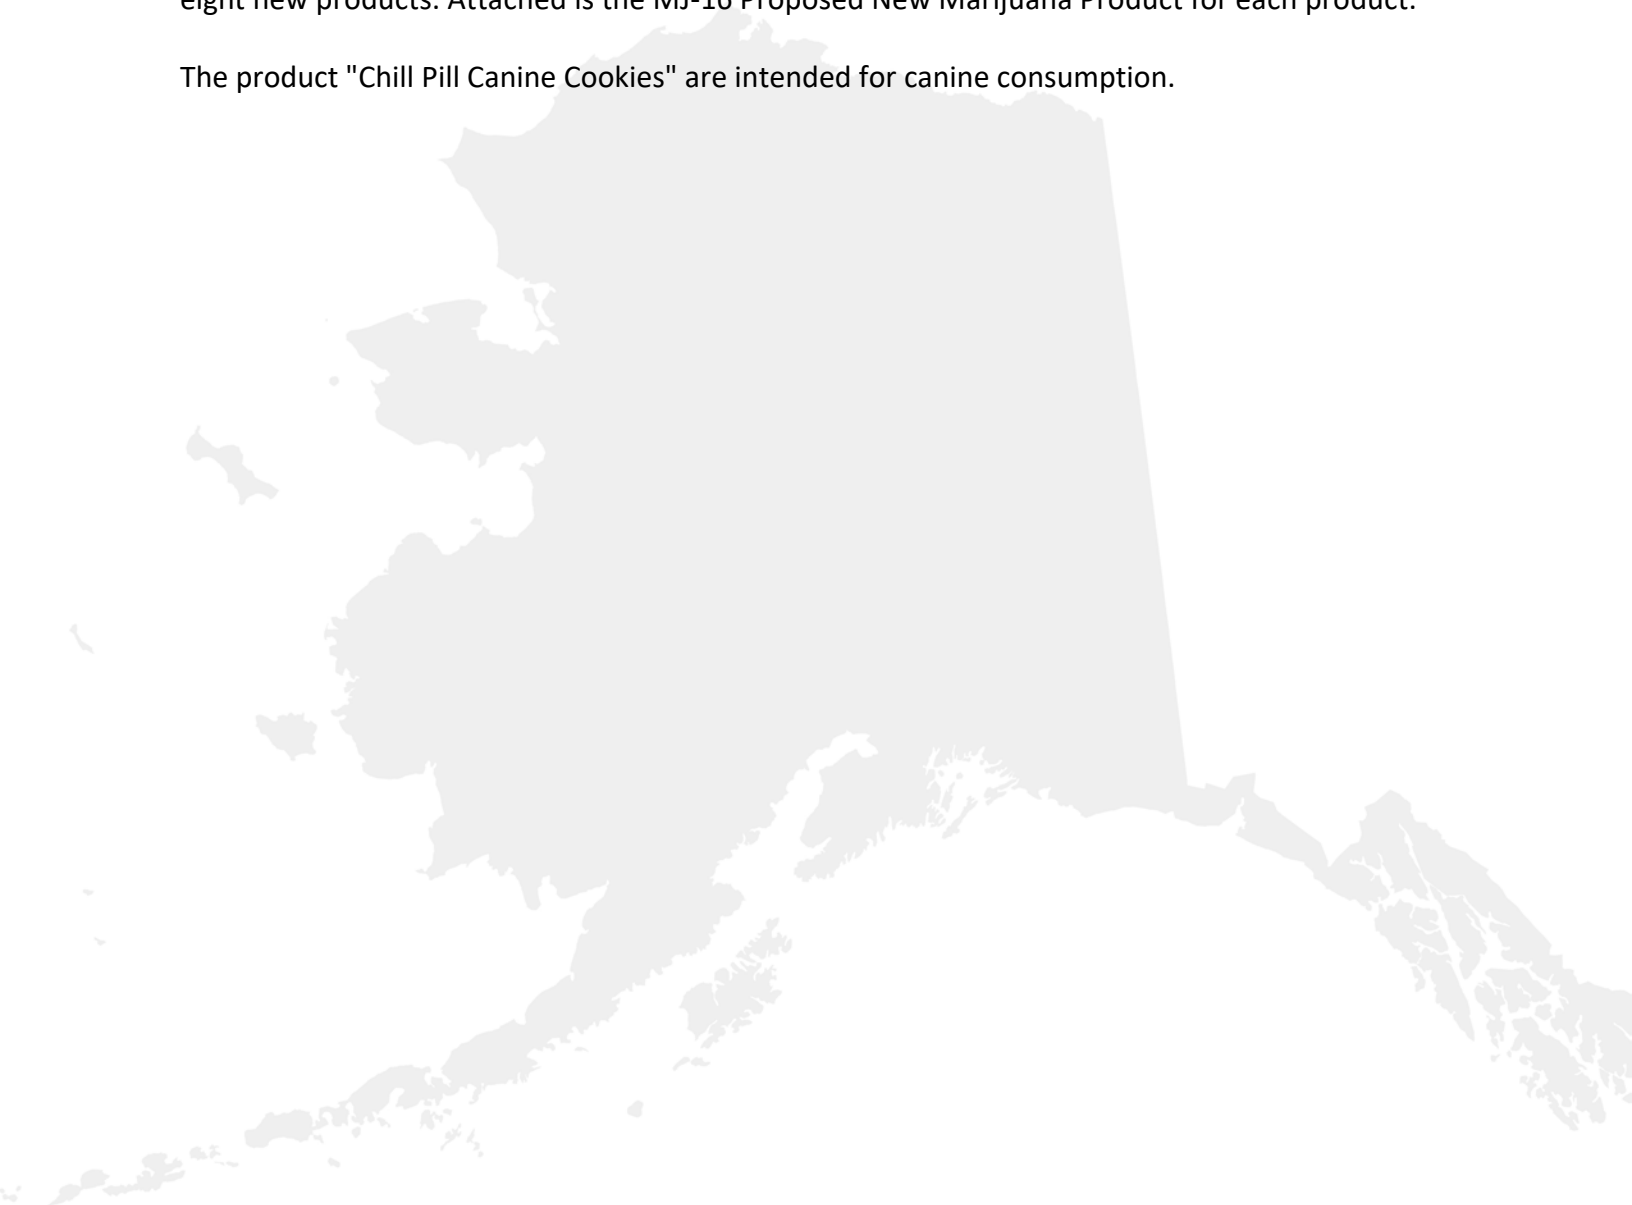 eight new products. Attached is the MJ-16 Proposed New Marijuana Product for each product.
The product "Chill Pill Canine Cookies" are intended for canine consumption.